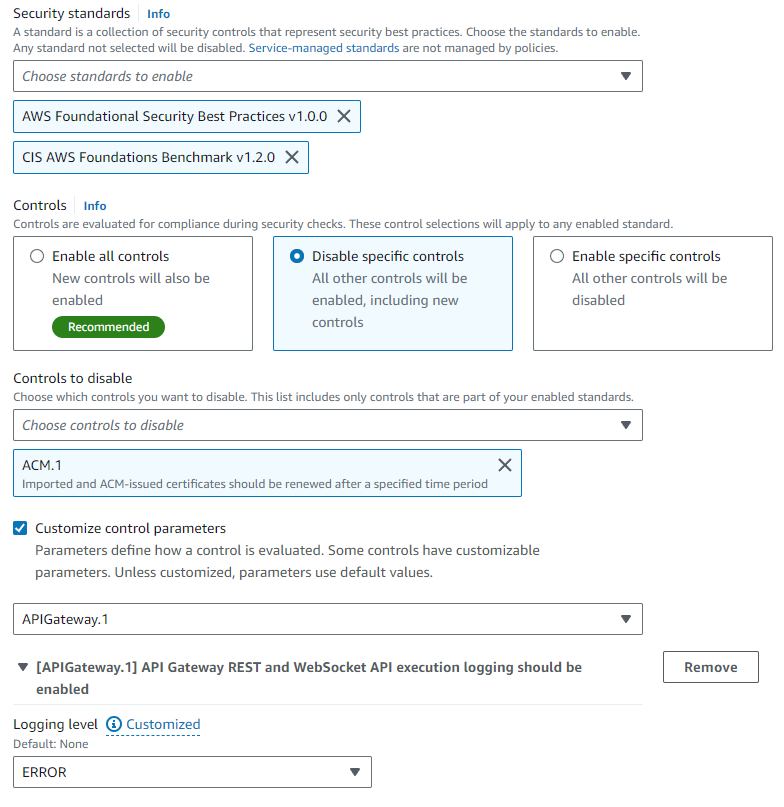 Security standards Info
A standard is a collection of security controls that represent security best practices. Choose the standards to enable.
Any standard not selected will be disabled. Service-managed standards are not managed by policies.
Choose standards to enable
AWS Foundational Security Best Practices v1.0.0
CIS AWS Foundations Benchmark v1.2.0
Controls Info
Controls are evaluated for compliance during security checks. These control selections will apply to any enabled standard.
Enable all controls
New controls will also be
enabled
Recommended
Disable specific controls
All other controls will be
enabled, including new
controls
Enable specific controls
All other controls will be
disabled
Controls to disable
Choose which controls you want to disable. This list includes only controls that are part of your enabled standards.
Choose controls to disable
ACM.1
Imported and ACM-issued certificates should be renewed after a specified time period
Customize control parameters
Parameters define how a control is evaluated. Some controls have customizable
parameters. Unless customized, parameters use default values.
APIGateway.1
[APIGateway.1] API Gateway REST and WebSocket API execution logging should be
enabled
Remove
Logging level Customized
Default: None
ERROR